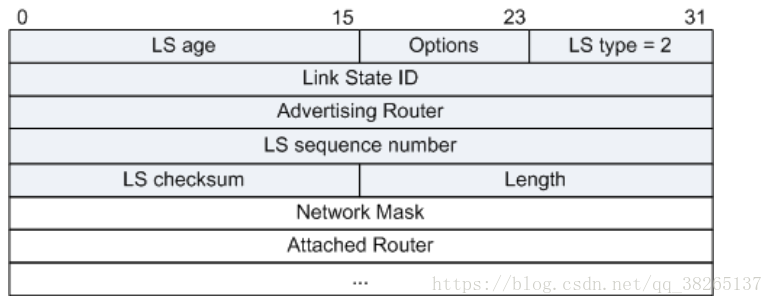 0 15 23 31
LS age Options LS type = 2
Link State ID
Advertising Router
LS sequence number
LS checksum Length
Network Mask
Attached Router
...
https://blog.csdn.net/qq_38265137